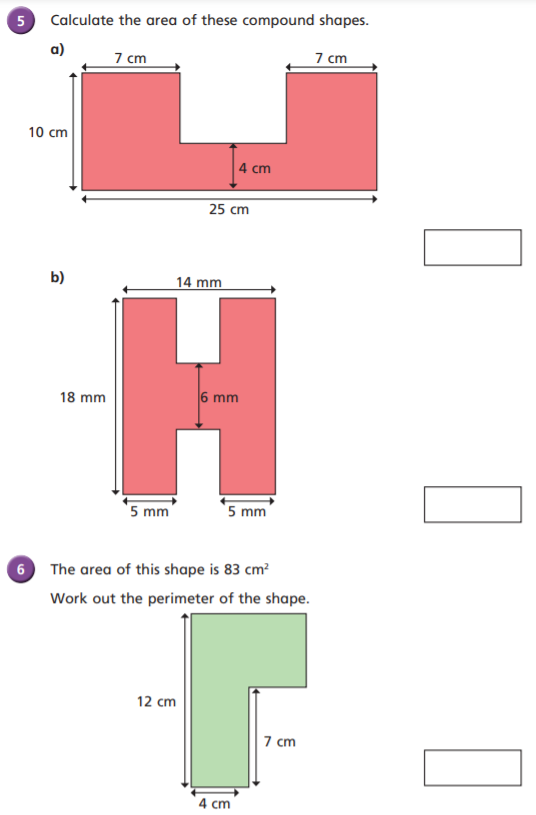 5 Calculate the area of these compound shapes.
a)
7 cm 7 cm
10 cm
4 cm
25 cm
b)
14 mm
18 mm 6 mm
5 mm 5 mm
6 The area of this shape is 83 cm²
Work out the perimeter of the shape.
12 cm
7 cm
4 cm